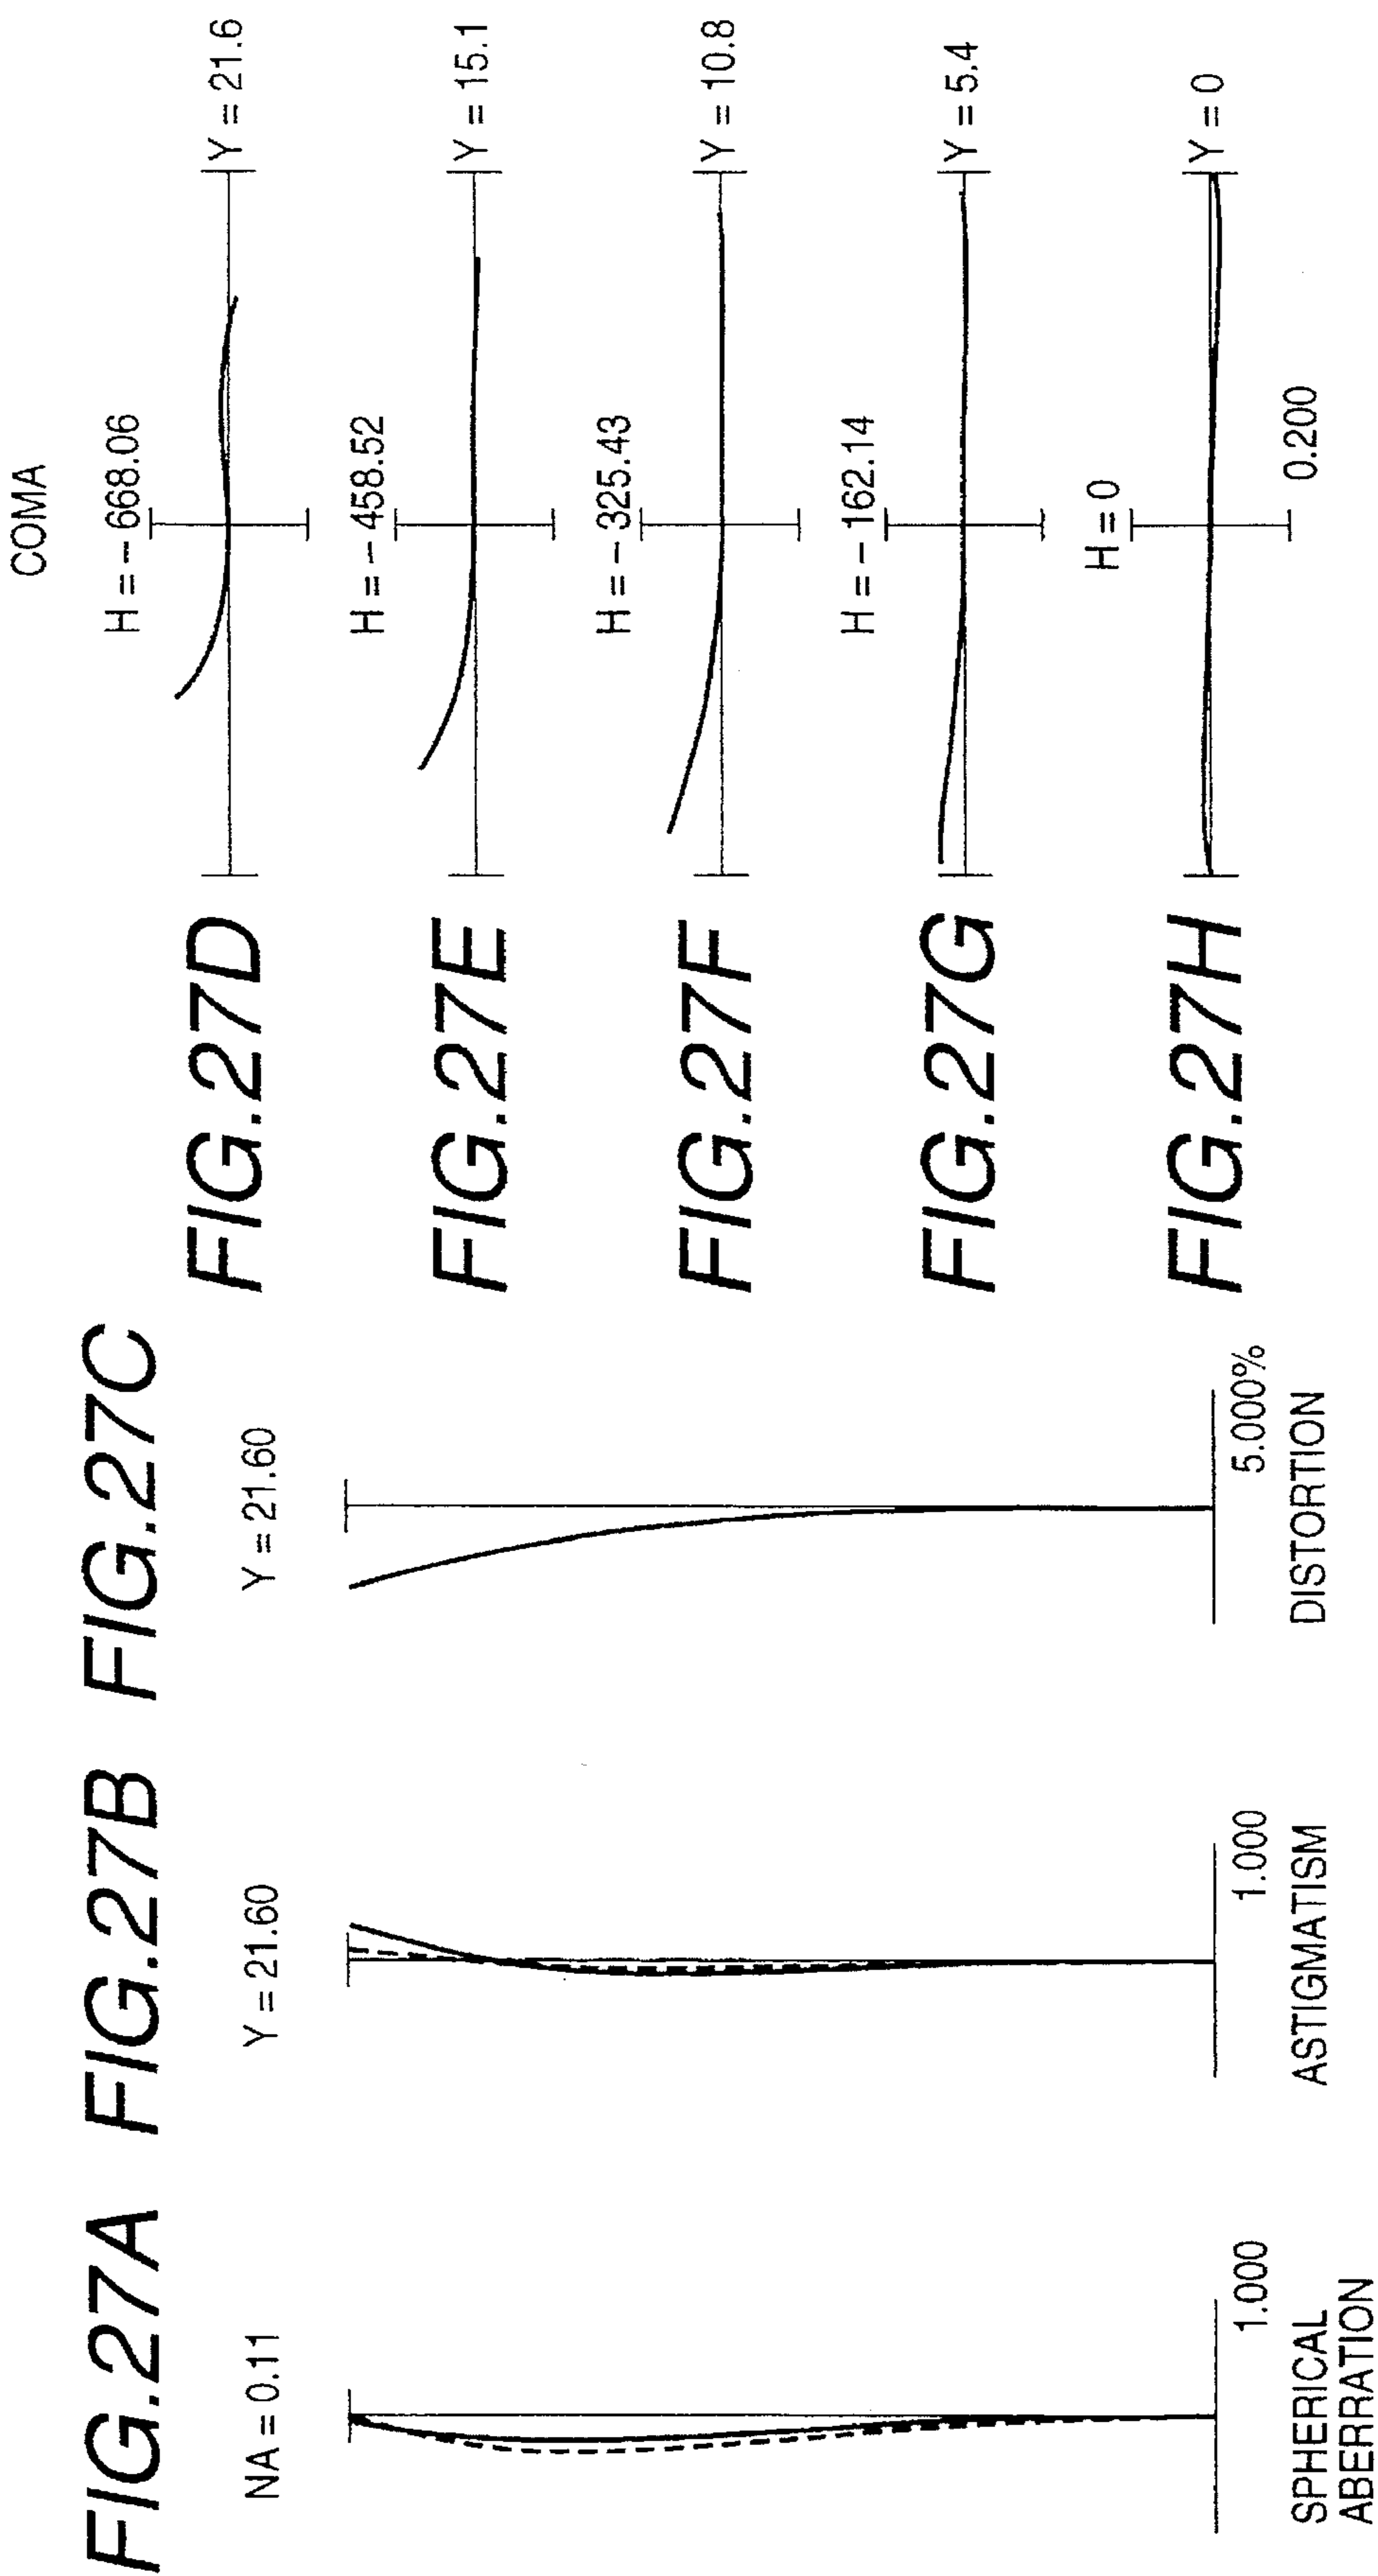 FIG.27A
NA = 0.11
1.000
SPHERICAL
ABERRATION
FIG.27B
Y = 21.60
1.000
ASTIGMATISM
FIG.27C
Y = 21.60
5.000%
DISTORTION
COMA
FIG.27D
H = - 668.06
Y = 21.6
FIG.27E
H = - 458.52
Y = 15.1
FIG.27F
H = - 325.43
Y = 10.8
FIG.27G
H = - 162.14
Y = 5.4
FIG.27H
H = 0
Y = 0
0.200